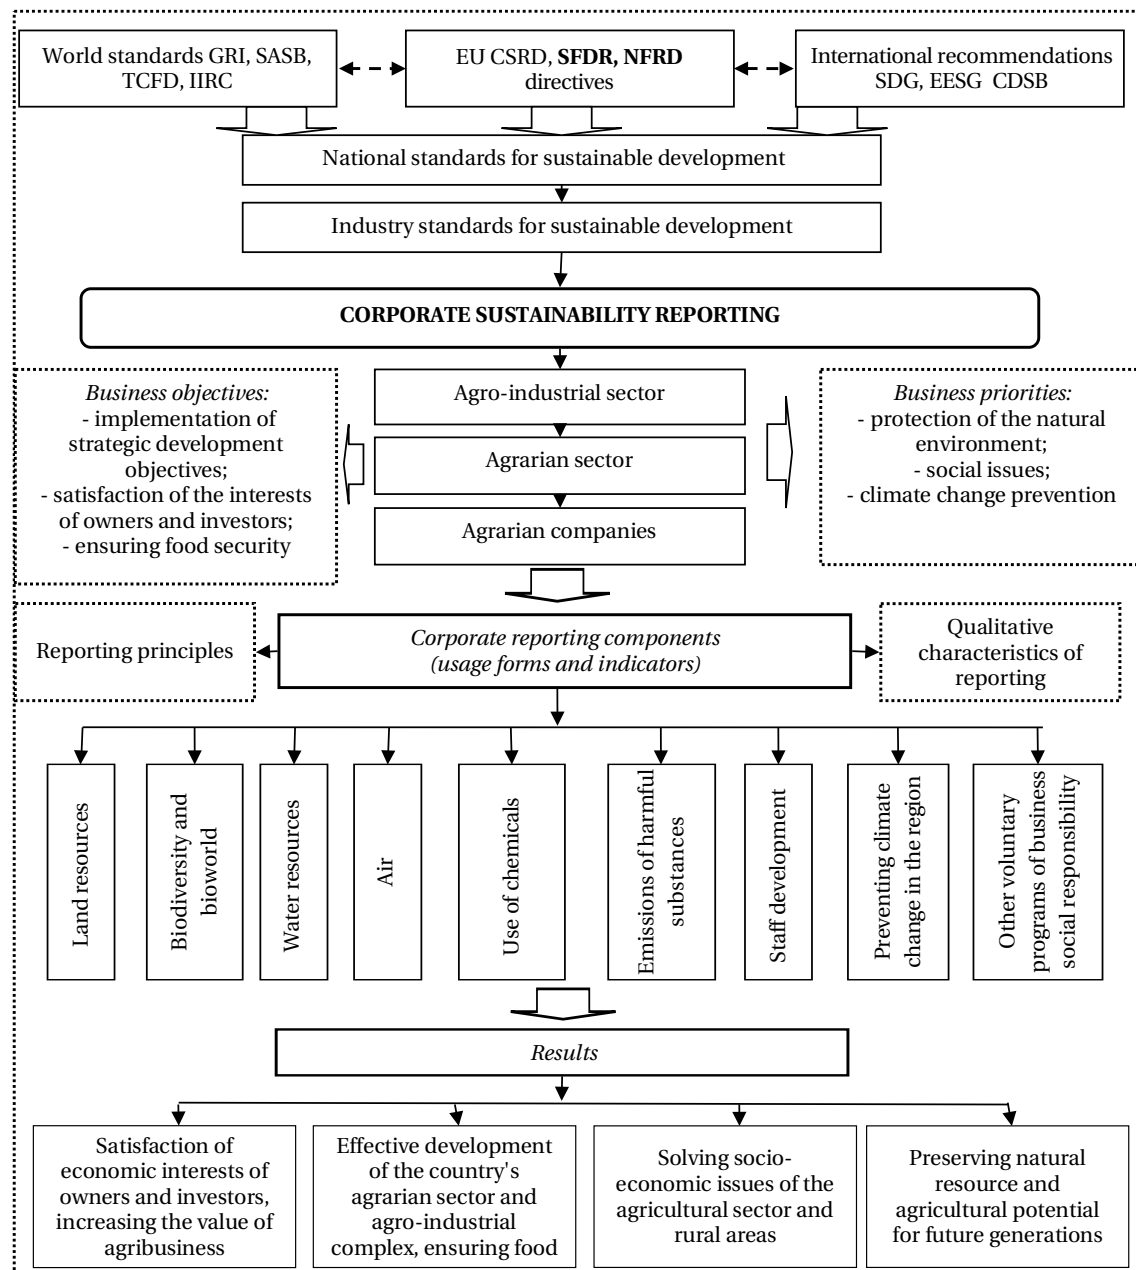 World standards GRI, SASB,
TCFD, IIRC
EU CSRD, SFDR, NFRD
directives
International recommendations
SDG, EESG CDSB
National standards for sustainable development
Industry standards for sustainable development
CORPORATE SUSTAINABILITY REPORTING
Business objectives:
- implementation of
strategic development
objectives;
- satisfaction of the interests
of owners and investors;
- ensuring food security
Agro-industrial sector
Agrarian sector
Agrarian companies
Business priorities:
- protection of the natural
environment;
- social issues;
- climate change prevention
Reporting principles
Corporate reporting components
(usage forms and indicators)
Qualitative
characteristics of
reporting
Land resources
Biodiversity and
bioworld
Water resources
Air
Use of chemicals
Emissions of harmful
substances
Staff development
Preventing climate
change in the region
Other voluntary
programs of business
social responsibility
Results
Satisfaction of
economic interests of
owners and investors,
increasing the value of
agribusiness
Effective development
of the country's
agrarian sector and
agro-industrial
complex, ensuring food
Solving socio-
economic issues of the
agricultural sector and
rural areas
Preserving natural
resource and
agricultural potential
for future generations